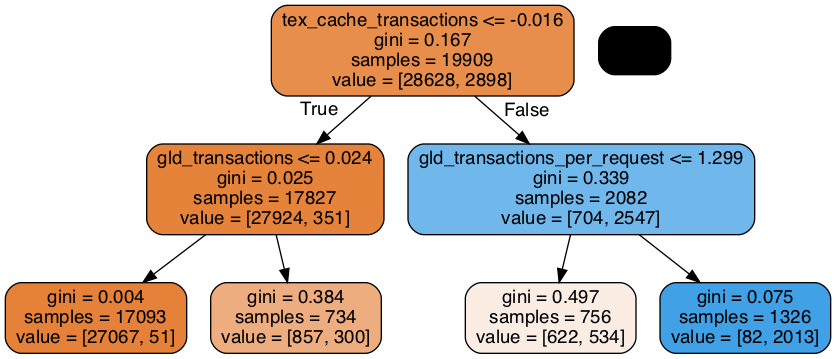 tex_cache_transactions <= -0.016
gini = 0.167
samples = 19909
value = [28628, 2898]
True
False
gld_transactions <= 0.024
gini = 0.025
samples = 17827
value = [27924, 351]
gld_transactions_per_request <= 1.299
gini = 0.339
samples = 2082
value = [704, 2547]
gini = 0.004
samples = 17093
value = [27067, 51]
gini = 0.384
samples = 734
value = [857, 300]
gini = 0.497
samples = 756
value = [622, 534]
gini = 0.075
samples = 1326
value = [82, 2013]